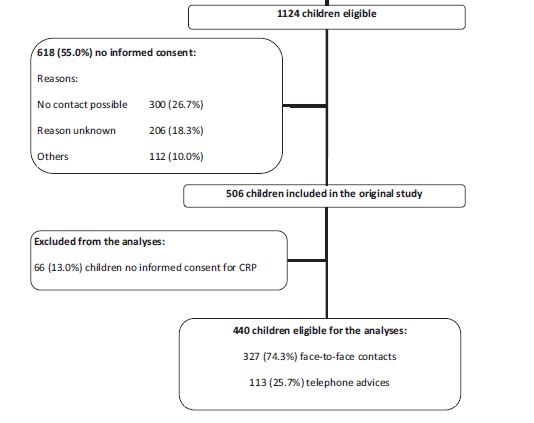 1124 children eligible
618 (55.0%) no informed consent:
Reasons:
No contact possible 300 (26.7%)
Reason unknown 206 (18.3%)
Others 112 (10.0%)
506 children included in the original study
Excluded from the analyses:
66 (13.0%) children no informed consent for CRP
440 children eligible for the analyses:
327 (74.3%) face-to-face contacts
113 (25.7%) telephone advices